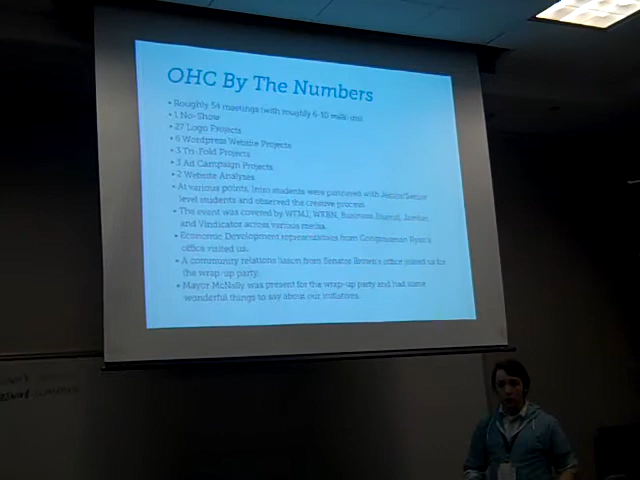 OHC By The Numbers
• Roughly 54 meetings (with roughly 6-10 walk ins)
• 1 No-Show
• 27 Logo Projects
• 6 Wordpress Website Projects
• 3 Tri-Fold Projects
• 3 Ad Campaign Projects
• 2 Website Analyses
• At various points, Intro students were partnered with Junior/Senior
level students and observed the creative process.
• The event was covered by WFMJ, WKBN, Business Journal, Jambar,
and Vindicator across various media.
• Economic Development representatives from Congressman Ryan's
office visited us.
• A community relations liaison from Senator Brown's office joined us for
the wrap-up party.
• Mayor McNally was present for the wrap-up party and had some
wonderful things to say about our initiatives.